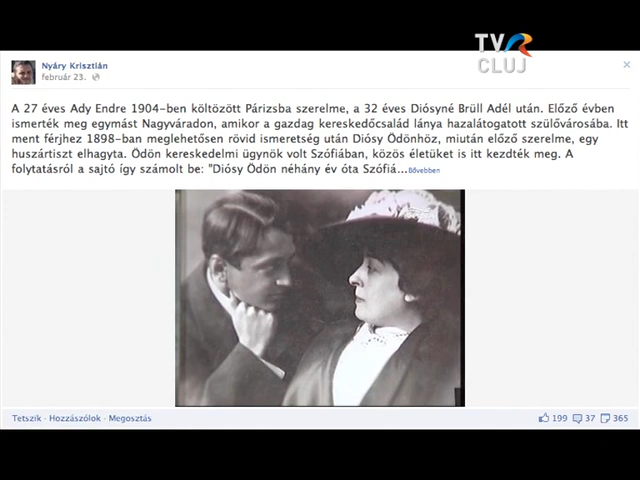 TVR
CLUJ
Nyáry Krisztián
február 23.
A 27 éves Ady Endre 1904-ben költözött Párizsba szerelme, a 32 éves Diósyné Brüll Adél után. Előző évben
ismerték meg egymást Nagyváradon, amikor a gazdag kereskedőcsalád lánya hazalátogatott szülővárosába. Itt
ment férjhez 1898-ban meglehetősen rövid ismeretség után Diósy Ödönhöz, miután előző szerelme, egy
huszártiszt elhagyta. Ödön kereskedelmi ügynök volt Szófiában, közös életüket is itt kezdték meg. A
folytatásról a sajtó így számolt be: "Diósy Ödön néhány év óta Szófiá...Bővebben
Tetszik · Hozzászólok · Megosztás
199 37 365